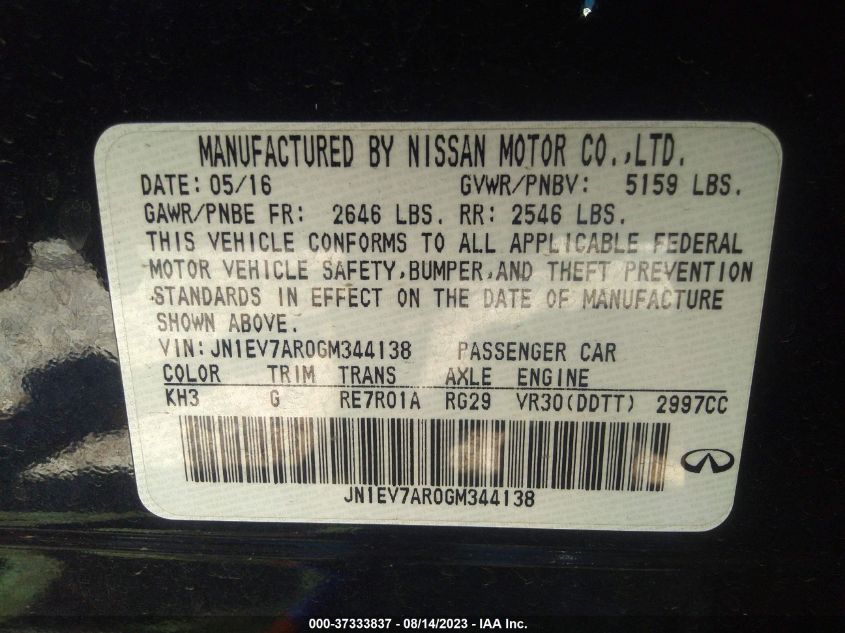 MANUFACTURED BY NISSAN MOTOR CO.,LTD.
DATE: 05/16 GVWR/PNBV: 5159 LBS.
GAWR/PNBE FR: 2646 LBS. RR: 2546 LBS.
THIS VEHICLE CONFORMS TO ALL APPLICABLE FEDERAL
MOTOR VEHICLE SAFETY,BUMPER,AND THEFT PREVENTION
STANDARDS IN EFFECT ON THE DATE OF MANUFACTURE
SHOWN ABOVE.
VIN: JN1EV7AR0GM344138 PASSENGER CAR
COLOR TRIM TRANS AXLE ENGINE
KH3 G RE7R01A RG29 VR30(DDTT) 2997CC
JN1EV7AR0GM344138
000-37333837 - 08/14/2023 - IAA Inc.